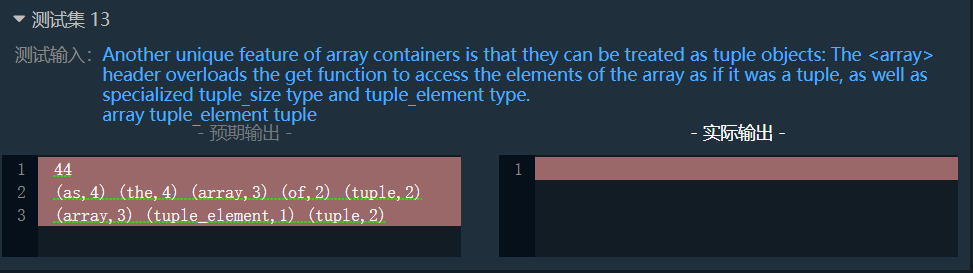 测试集 13
测试输入： Another unique feature of array containers is that they can be treated as tuple objects: The <array>
header overloads the get function to access the elements of the array as if it was a tuple, as well as
specialized tuple_size type and tuple_element type.
array tuple_element tuple
- 预期输出 -
- 实际输出 -
1 44
2 (as,4) (the,4) (array,3) (of,2) (tuple,2)
3 (array,3) (tuple_element,1) (tuple,2)
1